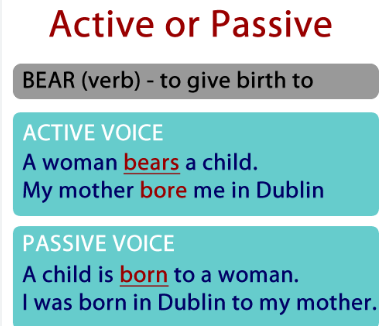 Active or Passive
BEAR (verb) - to give birth to
ACTIVE VOICE
A woman bears a child.
My mother bore me in Dublin
PASSIVE VOICE
A child is born to a woman.
I was born in Dublin to my mother.